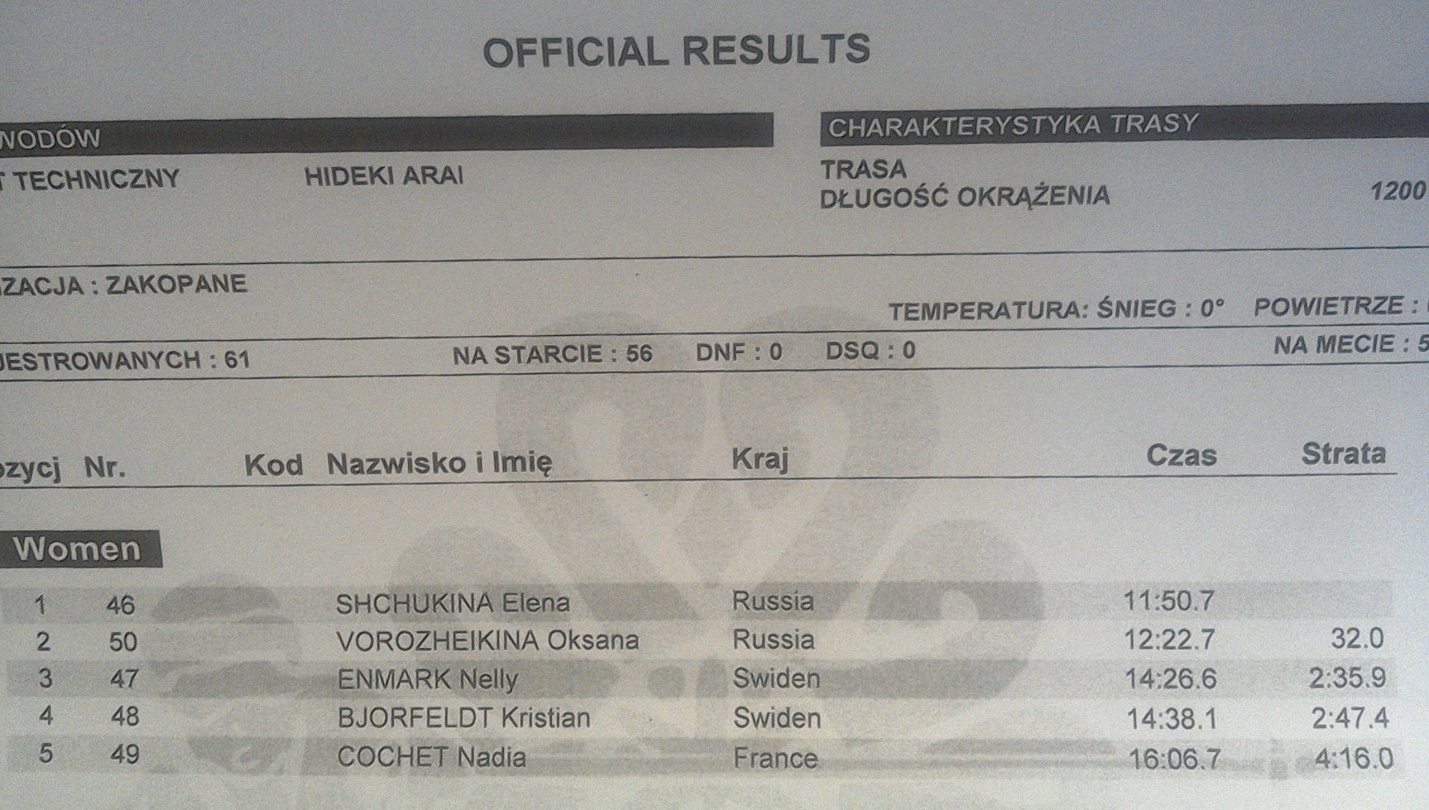 OFFICIAL RESULTS
WODÓW CHARAKTERYSTYKA TRASY
T TECHNICZNY HIDEKI ARAI TRASA
DŁUGOŚĆ OKRĄŻENIA 1200
ZACJA : ZAKOPANE
TEMPERATURA: ŚNIEG : 0° POWIETRZE :
JESTROWANYCH : 61 NA STARCIE : 56 DNF : 0 DSQ : 0 NA MECIE : 5
ozycj Nr. Kod Nazwisko i Imię Kraj Czas Strata
Women
1 46 SHCHUKINA Elena Russia 11:50.7
2 50 VOROZHEIKINA Oksana Russia 12:22.7 32.0
3 47 ENMARK Nelly Swiden 14:26.6 2:35.9
4 48 BJORFELDT Kristian Swiden 14:38.1 2:47.4
5 49 COCHET Nadia France 16:06.7 4:16.0